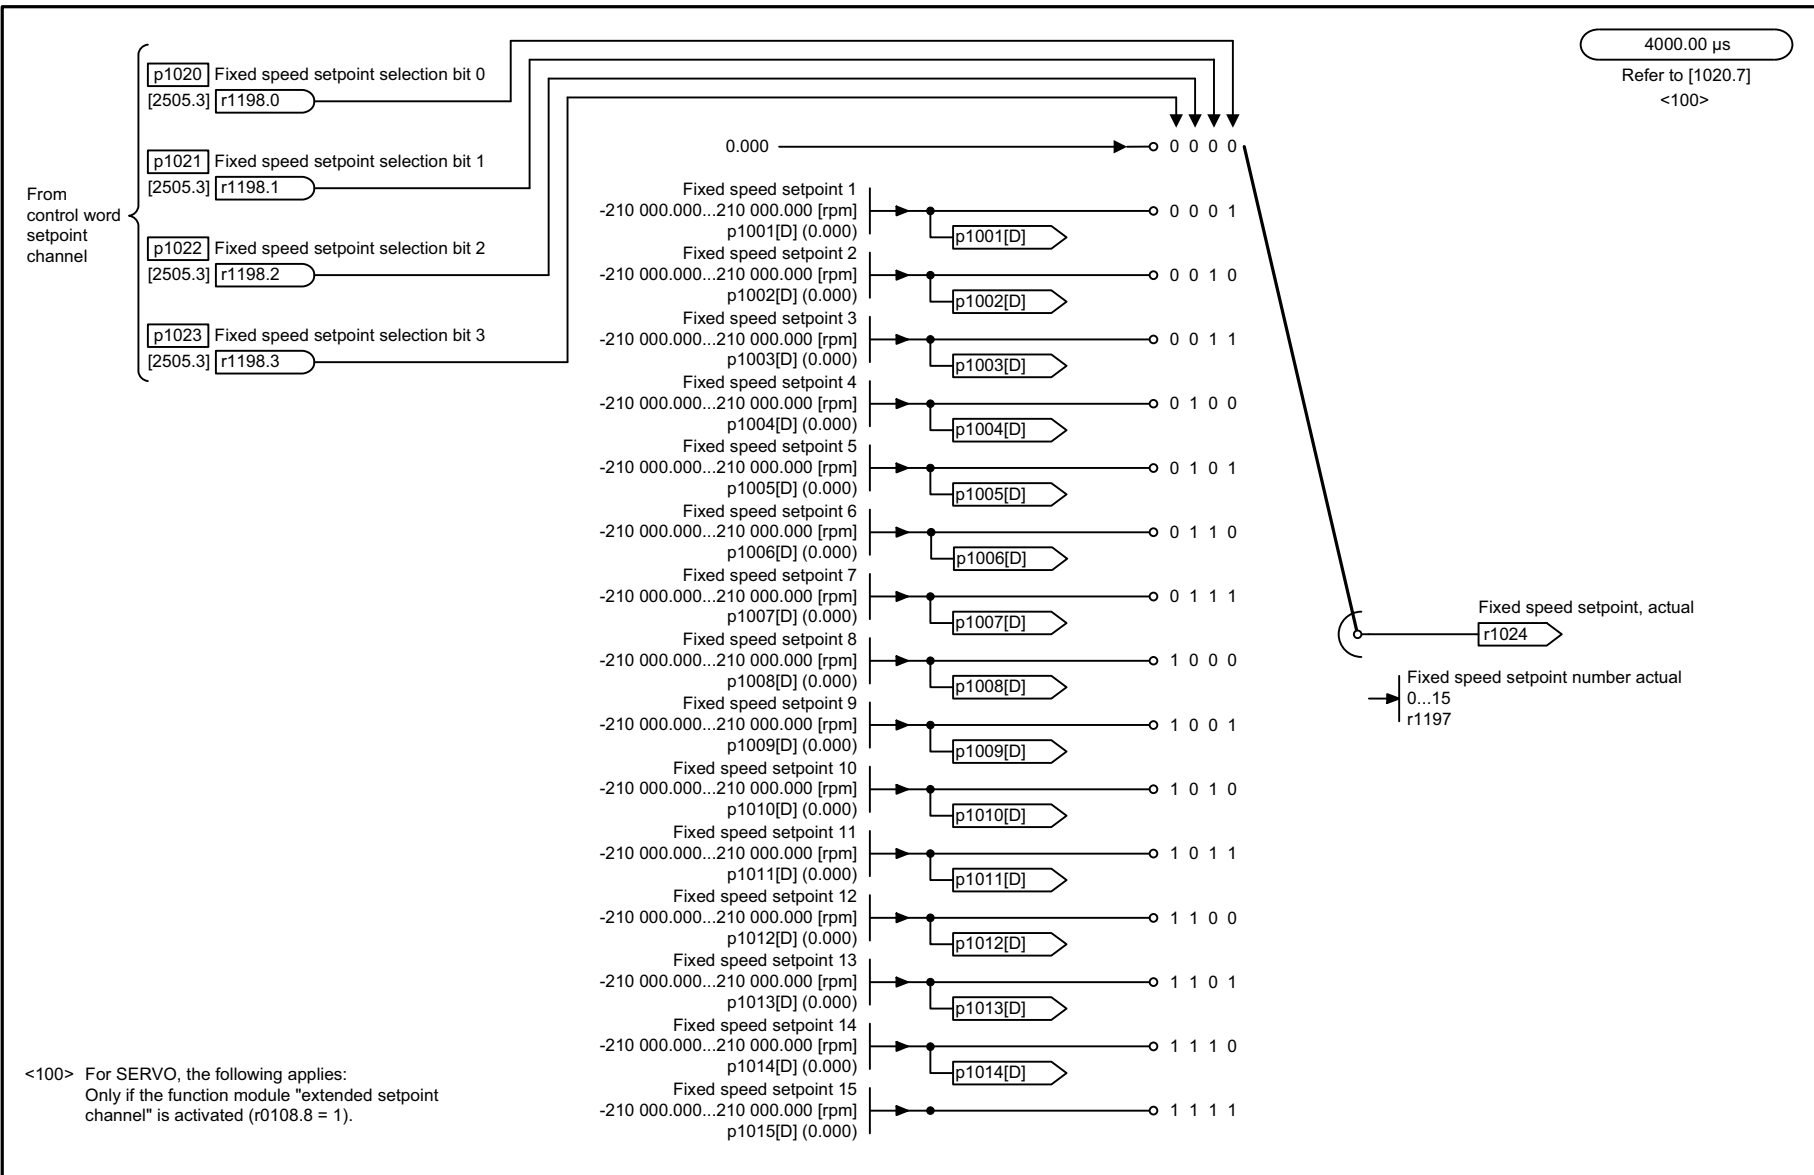 4000.00 µs
Refer to [1020.7]
<100>
From
control word
setpoint
channel
p1020 Fixed speed setpoint selection bit 0
[2505.3] r1198.0
p1021 Fixed speed setpoint selection bit 1
[2505.3] r1198.1
p1022 Fixed speed setpoint selection bit 2
[2505.3] r1198.2
p1023 Fixed speed setpoint selection bit 3
[2505.3] r1198.3
0.000 0 0 0 0
Fixed speed setpoint 1
-210 000.000...210 000.000 [rpm] 0 0 0 1
p1001[D] (0.000) p1001[D]
Fixed speed setpoint 2
-210 000.000...210 000.000 [rpm] 0 0 1 0
p1002[D] (0.000) p1002[D]
Fixed speed setpoint 3
-210 000.000...210 000.000 [rpm] 0 0 1 1
p1003[D] (0.000) p1003[D]
Fixed speed setpoint 4
-210 000.000...210 000.000 [rpm] 0 1 0 0
p1004[D] (0.000) p1004[D]
Fixed speed setpoint 5
-210 000.000...210 000.000 [rpm] 0 1 0 1
p1005[D] (0.000) p1005[D]
Fixed speed setpoint 6
-210 000.000...210 000.000 [rpm] 0 1 1 0
p1006[D] (0.000) p1006[D]
Fixed speed setpoint 7
-210 000.000...210 000.000 [rpm] 0 1 1 1
p1007[D] (0.000) p1007[D]
Fixed speed setpoint 8
-210 000.000...210 000.000 [rpm] 1 0 0 0
p1008[D] (0.000) p1008[D]
Fixed speed setpoint 9
-210 000.000...210 000.000 [rpm] 1 0 0 1
p1009[D] (0.000) p1009[D]
Fixed speed setpoint 10
-210 000.000...210 000.000 [rpm] 1 0 1 0
p1010[D] (0.000) p1010[D]
Fixed speed setpoint 11
-210 000.000...210 000.000 [rpm] 1 0 1 1
p1011[D] (0.000) p1011[D]
Fixed speed setpoint 12
-210 000.000...210 000.000 [rpm] 1 1 0 0
p1012[D] (0.000) p1012[D]
Fixed speed setpoint 13
-210 000.000...210 000.000 [rpm] 1 1 0 1
p1013[D] (0.000) p1013[D]
Fixed speed setpoint 14
-210 000.000...210 000.000 [rpm] 1 1 1 0
p1014[D] (0.000) p1014[D]
Fixed speed setpoint 15
-210 000.000...210 000.000 [rpm] 1 1 1 1
p1015[D] (0.000)
Fixed speed setpoint, actual
r1024
Fixed speed setpoint number actual
0...15
r1197
<100> For SERVO, the following applies:
Only if the function module "extended setpoint
channel" is activated (r0108.8 = 1).